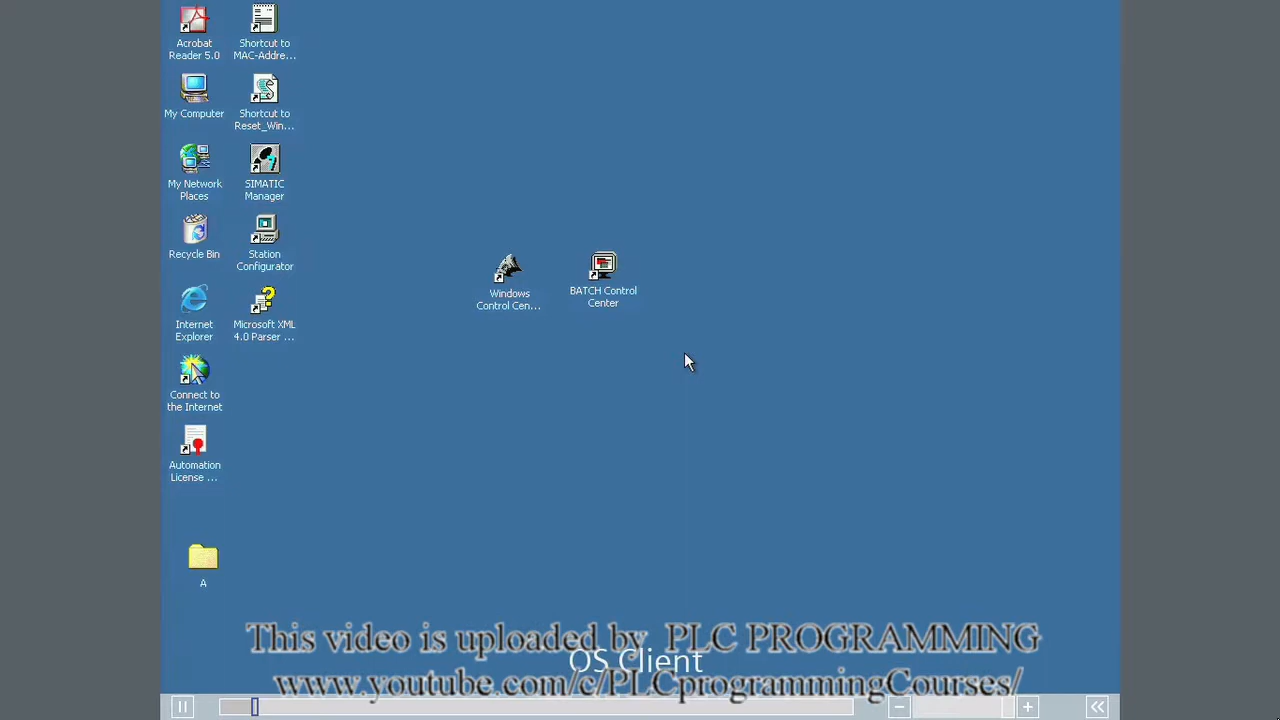 Acrobat
Reader 5.0
Shortcut to
MAC-Addre...
My Computer
Shortcut to
Reset_Win...
My Network
Places
SIMATIC
Manager
Recycle Bin
Station
Configurator
Windows
Control Cen...
BATCH Control
Center
Internet
Explorer
Microsoft XML
4.0 Parser ...
Connect to
the Internet
Automation
License ...
A
This video is uploaded by PLC PROGRAMMING
OS Client
www.youtube.com/c/PLCprogrammingCourses/